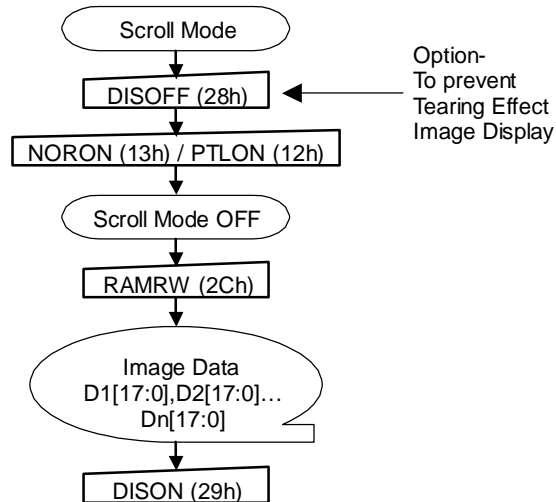 Scroll Mode
Option-
To prevent
Tearing Effect
Image Display
DISOFF (28h)
NORON (13h) / PTLON (12h)
Scroll Mode OFF
RAMRW (2Ch)
Image Data
D1[17:0],D2[17:0]…
Dn[17:0]
DISON (29h)